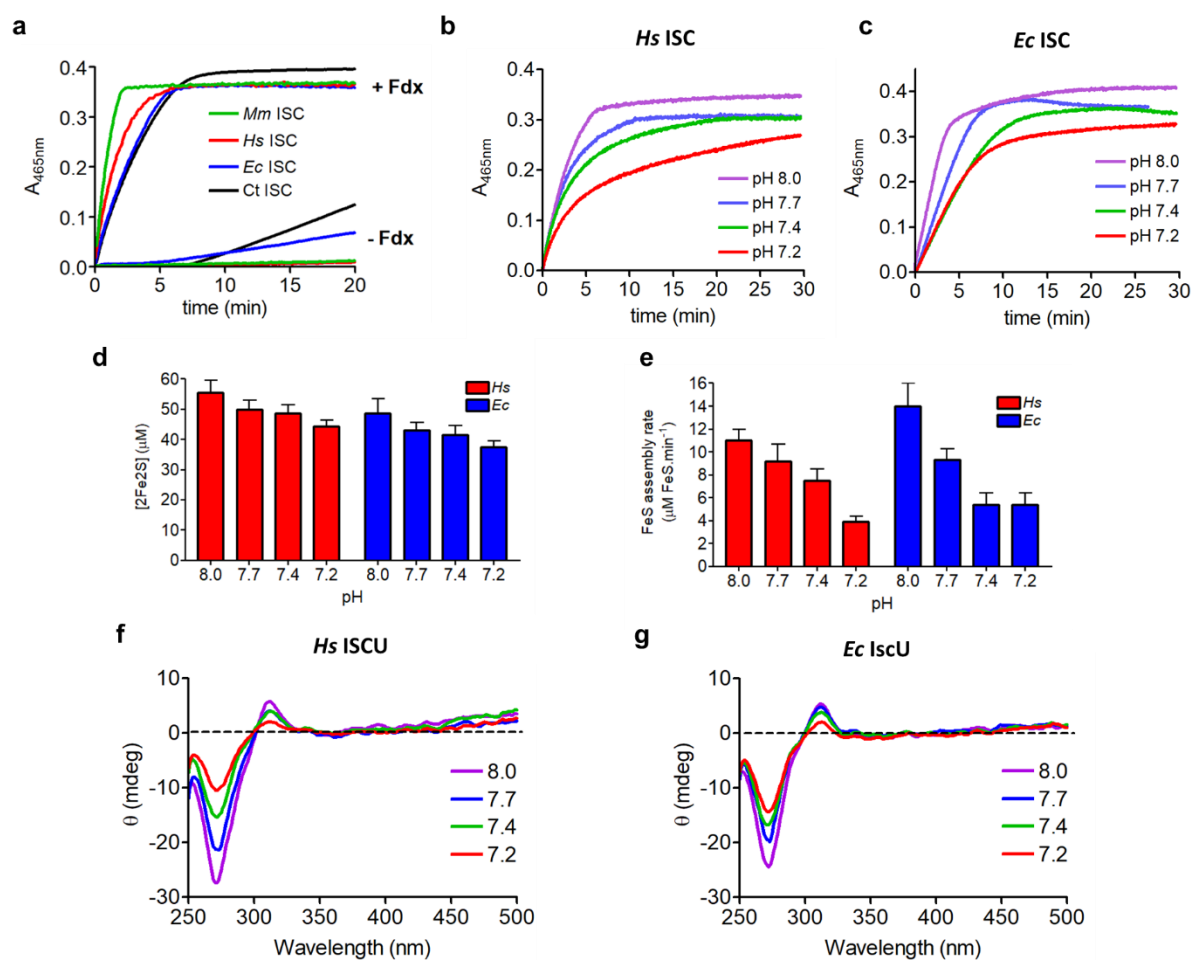 a
A465nm
0.4
0.3
0.2
0.1
0.0
0 5 10 15 20
time (min)
+ Fdx
Mm ISC
Hs ISC
Ec ISC
Ct ISC
- Fdx
b
Hs ISC
A465nm
0.4
0.3
0.2
0.1
0.0
0 5 10 15 20 25 30
time (min)
pH 8.0
pH 7.7
pH 7.4
pH 7.2
c
Ec ISC
A465nm
0.4
0.3
0.2
0.1
0.0
0 5 10 15 20 25 30
time (min)
pH 8.0
pH 7.7
pH 7.4
pH 7.2
d
[2Fe2S] (μM)
60
50
40
30
20
10
0
Hs
Ec
8.0 7.7 7.4 7.2 8.0 7.7 7.4 7.2
pH
e
FeS assembly rate
(μM FeS.min⁻¹)
16
14
12
10
8
6
4
2
0
Hs
Ec
8.0 7.7 7.4 7.2 8.0 7.7 7.4 7.2
pH
f
Hs ISCU
θ (mdeg)
10
0
-10
-20
-30
250 300 350 400 450 500
Wavelength (nm)
8.0
7.7
7.4
7.2
g
Ec IscU
θ (mdeg)
10
0
-10
-20
-30
250 300 350 400 450 500
Wavelength (nm)
8.0
7.7
7.4
7.2